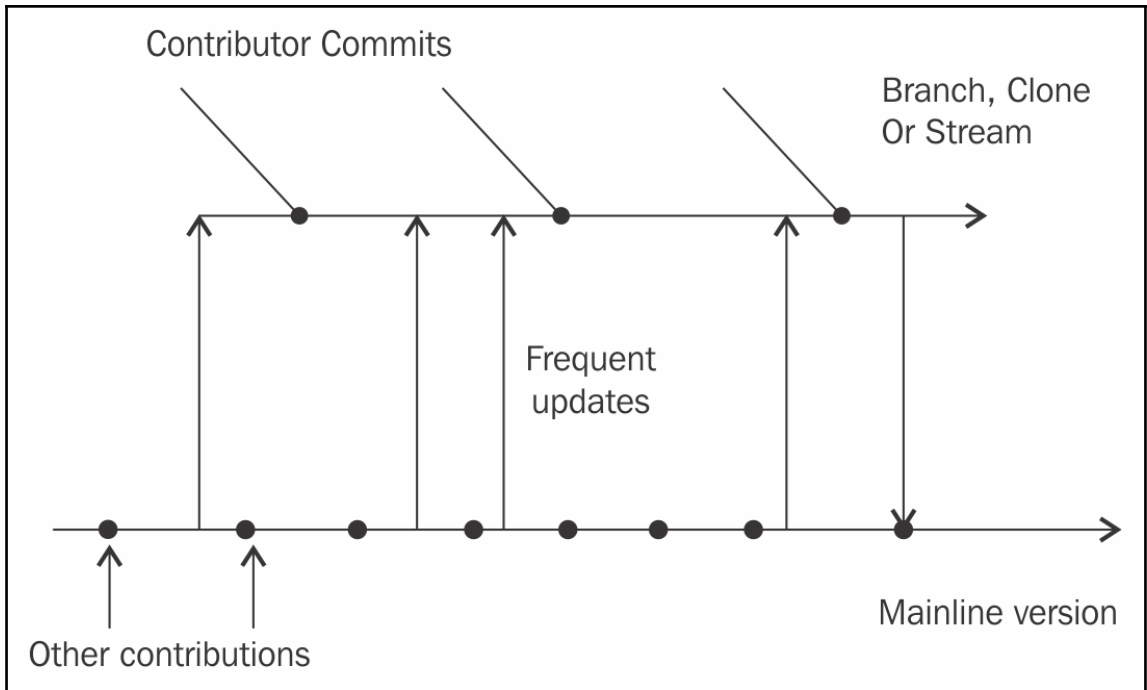 Contributor Commits
Branch, Clone
Or Stream
Frequent
updates
Mainline version
Other contributions